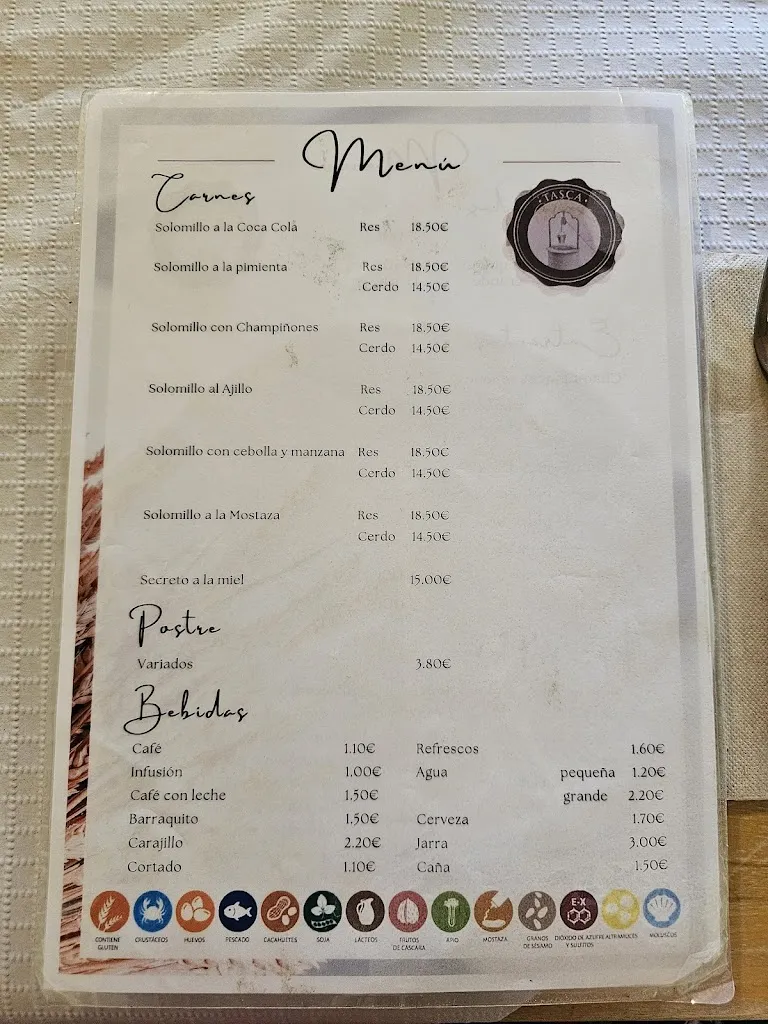 Menú
TASCA
Carnes
Solomillo a la Coca Cola Res 18.50€
Solomillo a la pimienta Res 18.50€
Cerdo 14.50€
Solomillo con Champiñones Res 18.50€
Cerdo 14.50€
Solomillo al Ajillo Res 18.50€
Cerdo 14.50€
Solomillo con cebolla y manzana Res 18.50€
Cerdo 14.50€
Solomillo a la Mostaza Res 18.50€
Cerdo 14.50€
Secreto a la miel 15.00€
Postre
Variados 3.80€
Bebidas
Café 1.10€ Refrescos 1.60€
Infusión 1.00€ Agua pequeña 1.20€
Café con leche 1.50€ grande 2.20€
Barraquito 1.50€ Cerveza 1.70€
Carajillo 2.20€ Jarra 3.00€
Cortado 1.10€ Caña 1.50€
E-X
CONTIENE GLUTEN
CRUSTÁCEOS
HUEVOS
PESCADO
CACAHUETES
SOJA
LÁCTEOS
FRUTOS DE CÁSCARA
APIO
MOSTAZA
GRANOS DE SÉSAMO
DIÓXIDO DE AZUFRE Y SULFITOS
ALTRAMUCES
MOLUSCOS